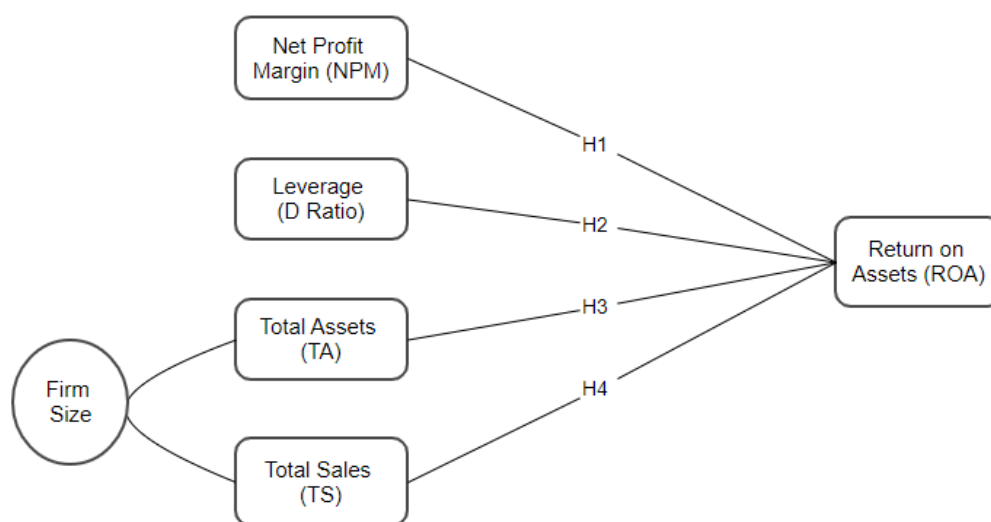 Net Profit
Margin (NPM)
H1
Leverage
(D Ratio)
H2
Return on
Assets (ROA)
Total Assets
(TA)
H3
Firm
Size
H4
Total Sales
(TS)